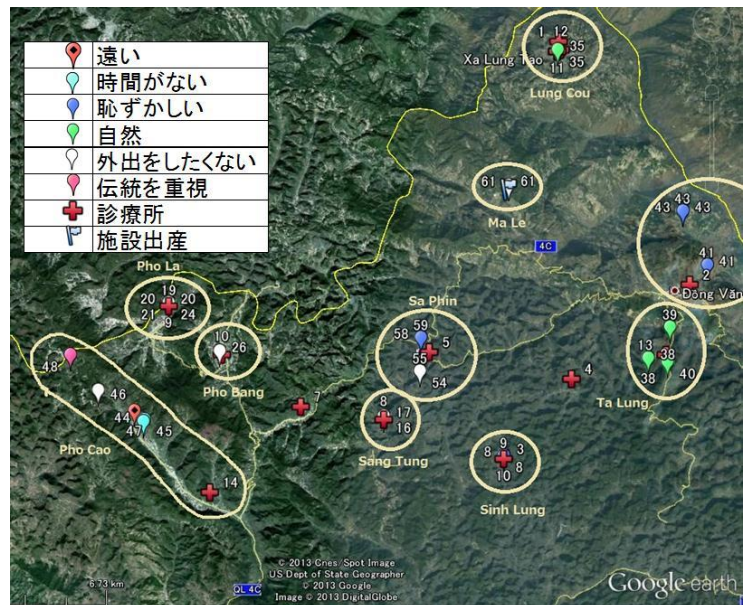 遠い
時間がない
恥ずかしい
自然
外出をしたくない
伝統を重視
診療所
施設出産
1 12
35
Xa Lung Tao
35
11
Lung Cou
61 61
Ma Le
4C
43
43 43
41
41
2
Đồng Văn
Pho La
19
20 20
21 24
9
10
26
Pho Bang
Sa Phin
59
58
5
55
54
39
13
38
38
40
Ta Lung
4
48
46
44
47 45
Pho Cao
14
7
8
17
16
Sang Tung
9
8 3
8
10
Sinh Lung
© 2013 Cnes/Spot Image
US Dept of State Geographer
© 2013 Google
Image © 2013 DigitalGlobe
Google earth
6.73 km
QL 4C
4C